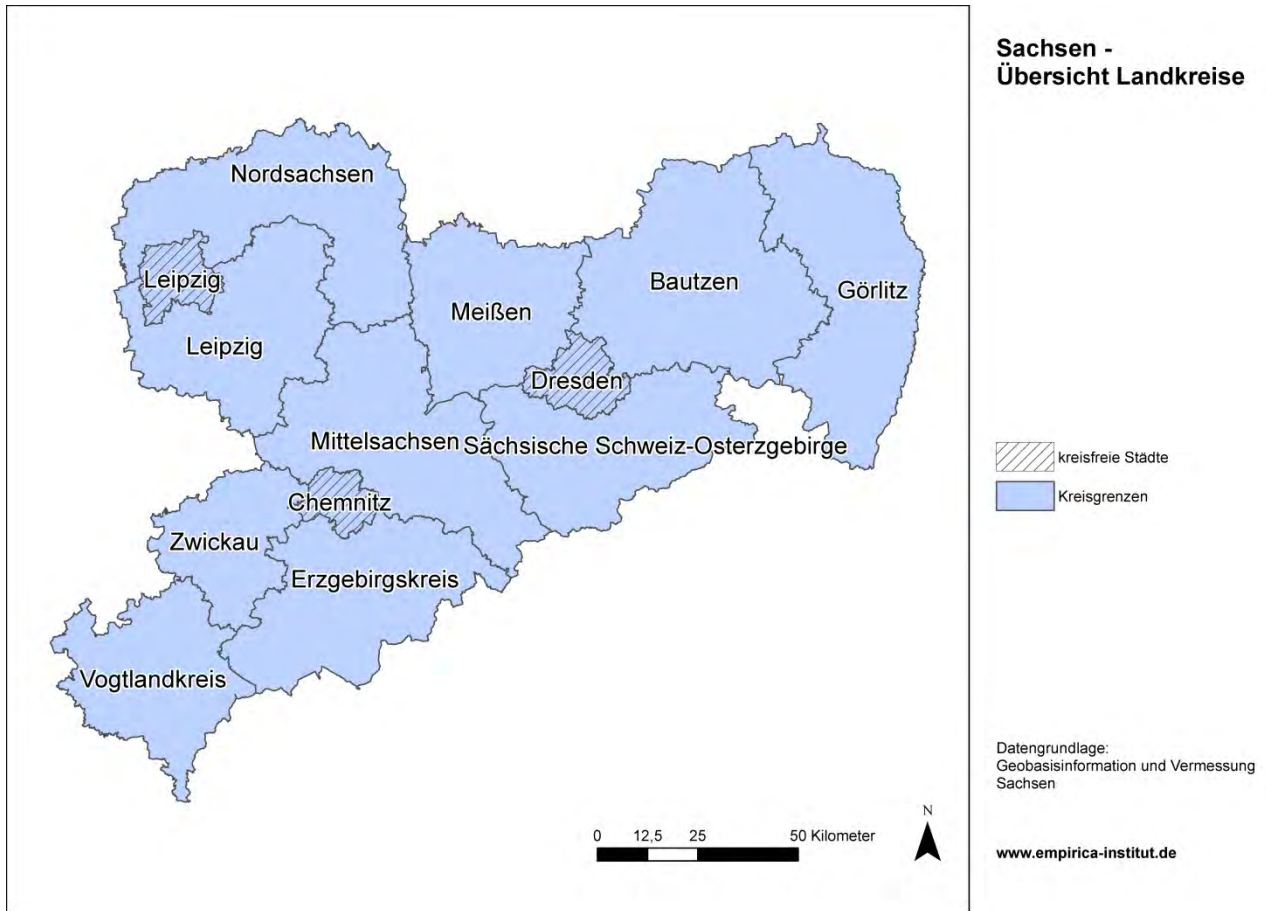 Sachsen -
Übersicht Landkreise
Nordsachsen
Leipzig
Bautzen
Görlitz
Meißen
Leipzig
Dresden
Mittelsachsen
Sächsische Schweiz-Osterzgebirge
Chemnitz
Zwickau
Erzgebirgskreis
Vogtlandkreis
kreisfreie Städte
Kreisgrenzen
Datengrundlage:
Geobasisinformation und Vermessung
Sachsen
N
0 12,5 25 50 Kilometer
www.empirica-institut.de